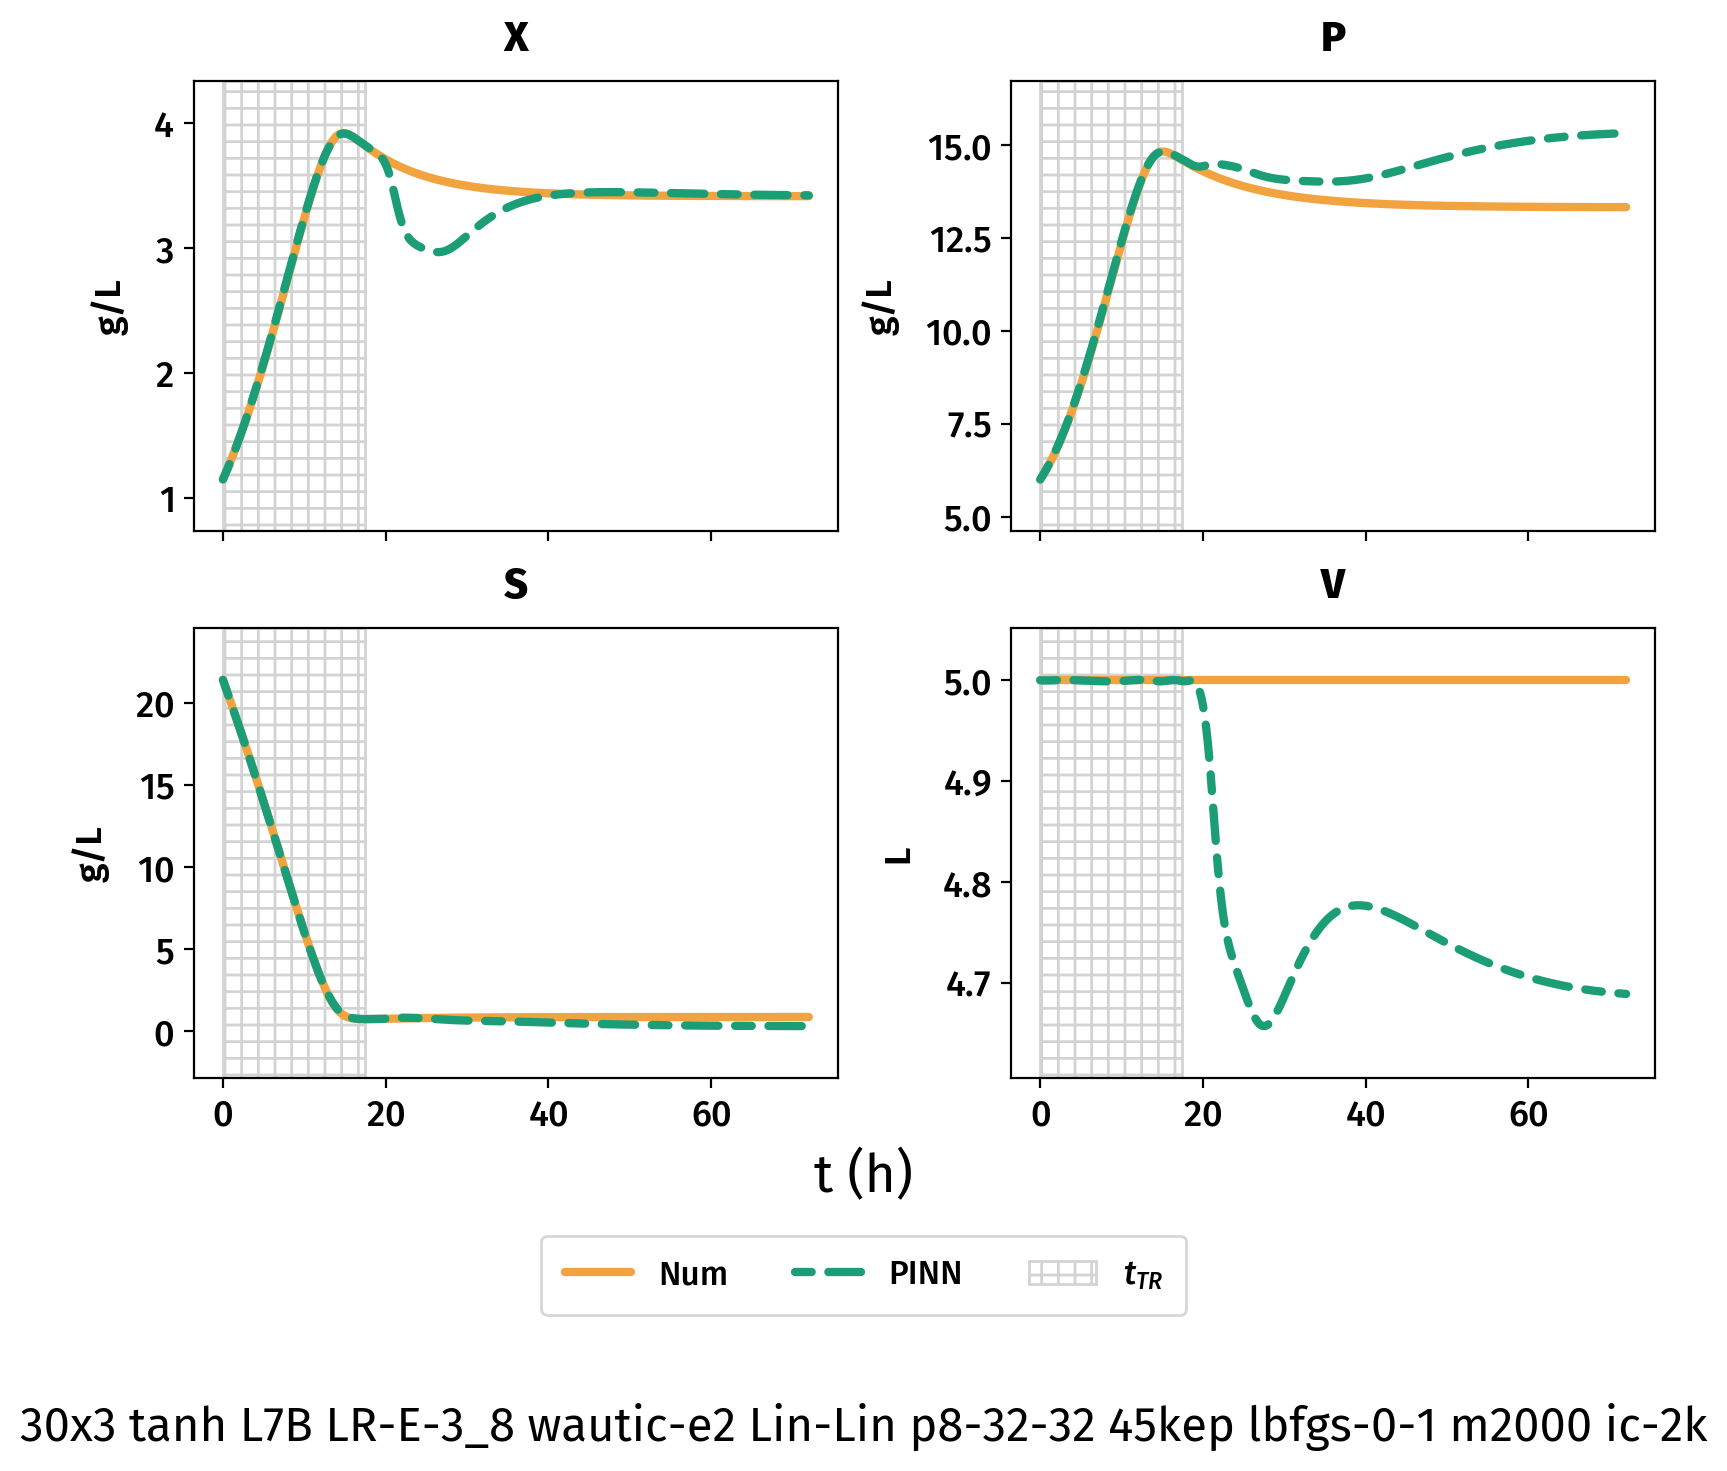 X
P
4
3
2
1
g/L
15.0
12.5
10.0
7.5
5.0
g/L
S
V
20
15
10
5
0
g/L
0 20 40 60
5.0
4.9
4.8
4.7
L
0 20 40 60
t (h)
Num PINN tTR
30x3 tanh L7B LR-E-3_8 wautic-e2 Lin-Lin p8-32-32 45kep lbfgs-0-1 m2000 ic-2k